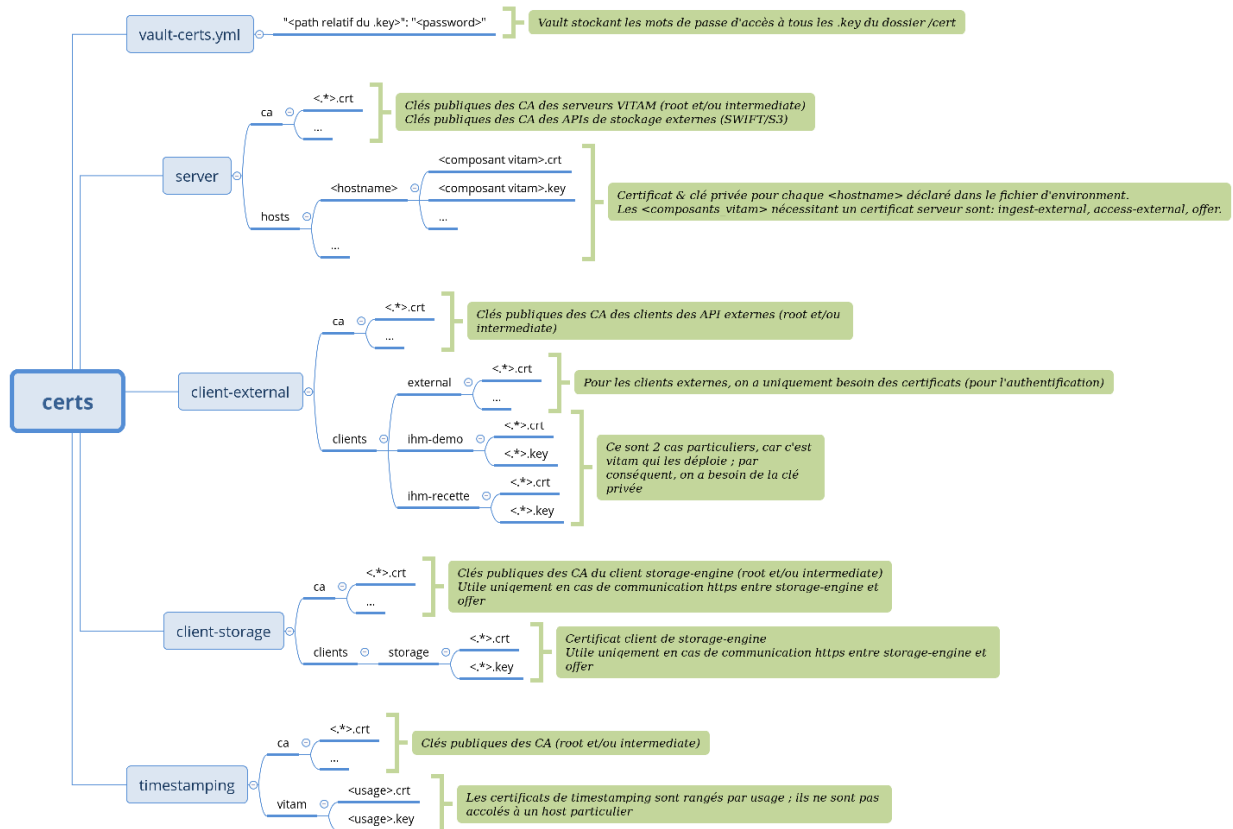 vault-certs.yml
"<path relatif du .key>": "<password>"
Vault stockant les mots de passe d'accès à tous les .key du dossier /cert
server
ca
<.*>.crt
...
Clés publiques des CA des serveurs VITAM (root et/ou intermediate)
Clés publiques des CA des APIs de stockage externes (SWIFT/S3)
hosts
<hostname>
<composant vitam>.crt
<composant vitam>.key
...
...
Certificat & clé privée pour chaque <hostname> déclaré dans le fichier d'environment.
Les <composants vitam> nécessitant un certificat serveur sont: ingest-external, access-external, offer.
certs
client-external
ca
<.*>.crt
...
Clés publiques des CA des clients des API externes (root et/ou
intermediate)
clients
external
<.*>.crt
...
Pour les clients externes, on a uniquement besoin des certificats (pour l'authentification)
ihm-demo
<.*>.crt
<.*>.key
ihm-recette
<.*>.crt
<.*>.key
Ce sont 2 cas particuliers, car c'est
vitam qui les déploie ; par
conséquent, on a besoin de la clé
privée
client-storage
ca
<.*>.crt
...
Clés publiques des CA du client storage-engine (root et/ou intermediate)
Utile uniqement en cas de communication https entre storage-engine et
offer
clients
storage
<.*>.crt
<.*>.key
Certificat client de storage-engine
Utile uniqement en cas de communication https entre storage-engine et
offer
timestamping
ca
<.*>.crt
...
Clés publiques des CA (root et/ou intermediate)
vitam
<usage>.crt
<usage>.key
Les certificats de timestamping sont rangés par usage ; ils ne sont pas
accolés à un host particulier